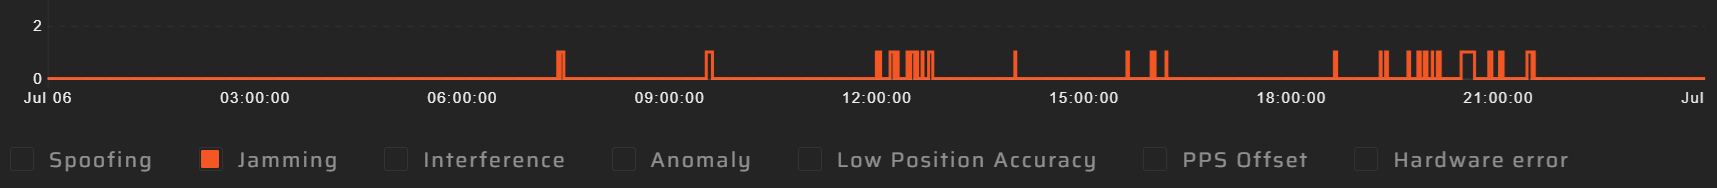 2
0
Jul 06 03:00:00 06:00:00 09:00:00 12:00:00 15:00:00 18:00:00 21:00:00 Jul
Spoofing Jamming Interference Anomaly Low Position Accuracy PPS Offset Hardware error